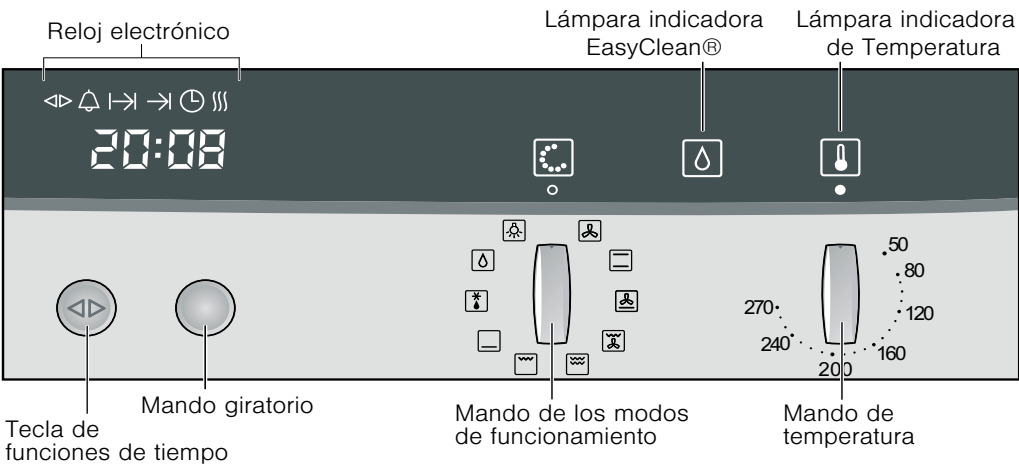 Reloj electrónico
Lámpara indicadora
EasyClean®
Lámpara indicadora
de Temperatura
20:08
50
80
120
160
200
240
270
Tecla de
funciones de tiempo
Mando giratorio
Mando de los modos
de funcionamiento
Mando de
temperatura